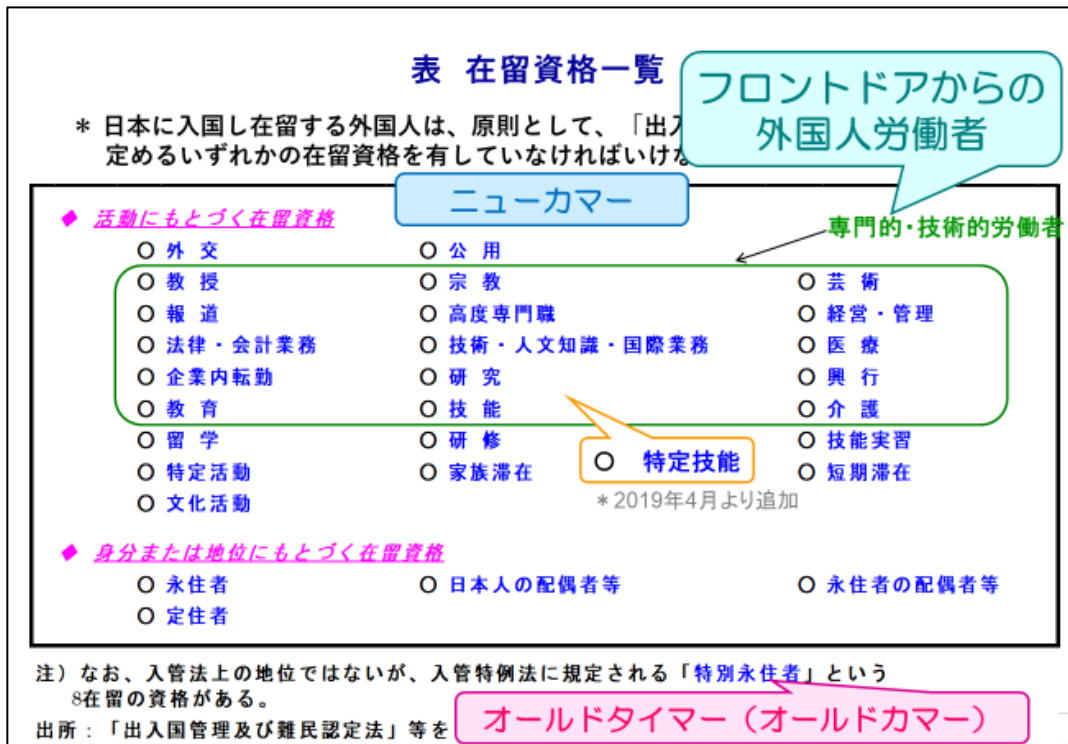 表 在留資格一覧
フロントドアからの
外国人労働者
* 日本に入国し在留する外国人は、原則として、「出入
定めるいずれかの在留資格を有していなければいけな
ニューカマー
◆ 活動にもとづく在留資格
専門的・技術的労働者
○ 外 交 ○ 公 用
○ 教 授 ○ 宗 教 ○ 芸 術
○ 報 道 ○ 高度専門職 ○ 経営・管理
○ 法律・会計業務 ○ 技術・人文知識・国際業務 ○ 医 療
○ 企業内転勤 ○ 研 究 ○ 興 行
○ 教 育 ○ 技 能 ○ 介 護
○ 留 学 ○ 研 修 ○ 技能実習
○ 特定技能
○ 特定活動 ○ 家族滞在 ○ 短期滞在
*2019年4月より追加
○ 文化活動
◆ 身分または地位にもとづく在留資格
○ 永住者 ○ 日本人の配偶者等 ○ 永住者の配偶者等
○ 定住者
注)なお、入管法上の地位ではないが、入管特例法に規定される「特別永住者」という
8在留の資格がある。
出所:「出入国管理及び難民認定法」等を
オールドタイマー(オールドカマー)